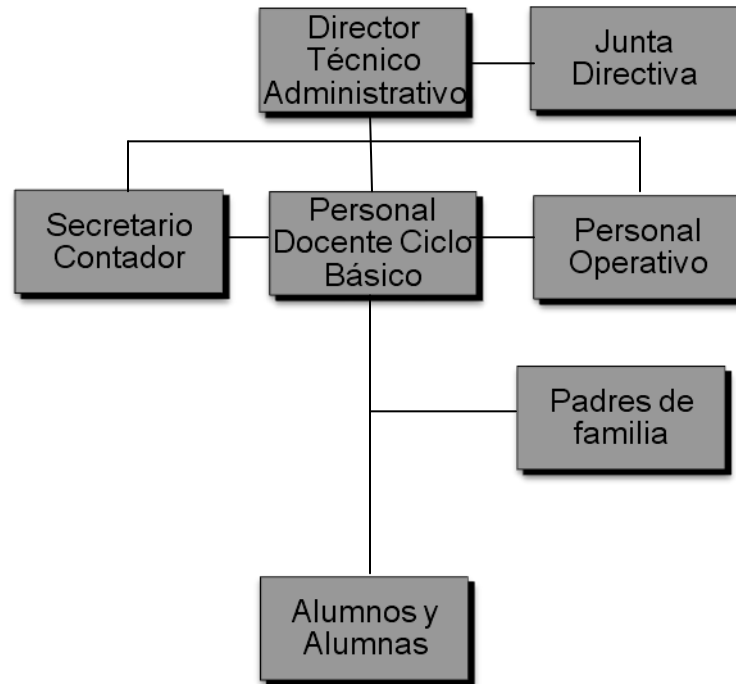 Director
Técnico
Administrativo
Junta
Directiva
Secretario
Contador
Personal
Docente Ciclo
Básico
Personal
Operativo
Padres de
familia
Alumnos y
Alumnas